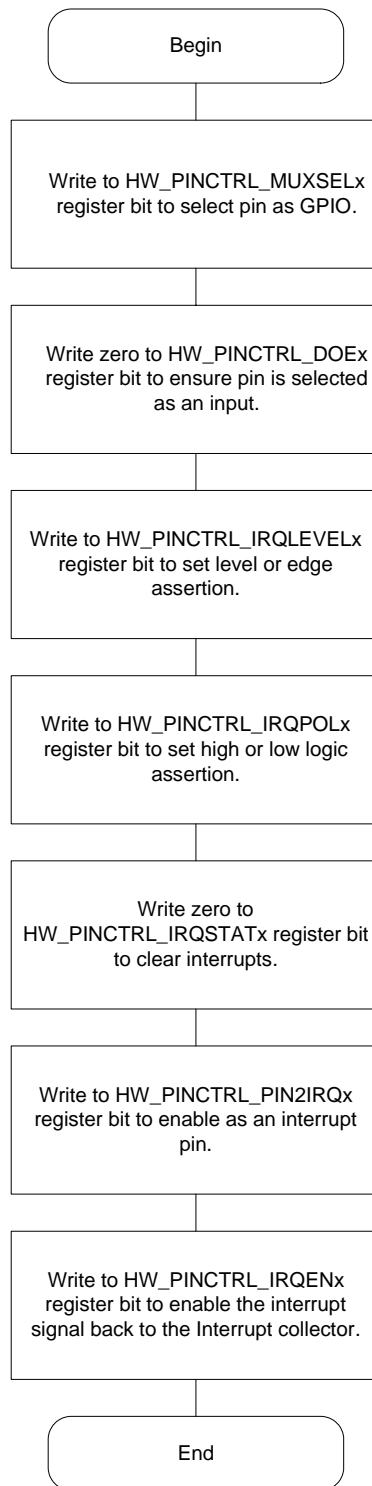 Begin
Write to HW_PINCTRL_MUXSELx
register bit to select pin as GPIO.
Write zero to HW_PINCTRL_DOEx
register bit to ensure pin is selected
as an input.
Write to HW_PINCTRL_IRQLEVELx
register bit to set level or edge
assertion.
Write to HW_PINCTRL_IRQPOLx
register bit to set high or low logic
assertion.
Write zero to
HW_PINCTRL_IRQSTATx register bit
to clear interrupts.
Write to HW_PINCTRL_PIN2IRQx
register bit to enable as an interrupt
pin.
Write to HW_PINCTRL_IRQENx
register bit to enable the interrupt
signal back to the Interrupt collector.
End